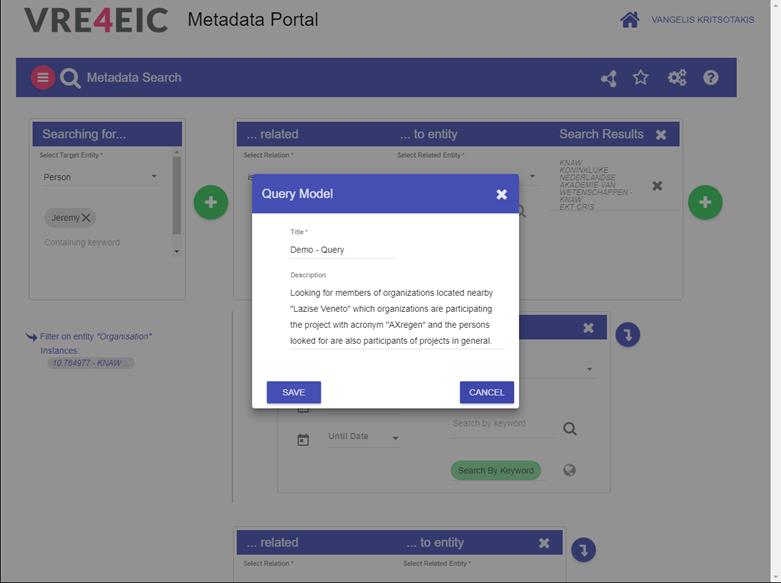 VRE4EIC Metadata Portal
VANGELIS KRITSOTAKIS
Metadata Search
Searching for...
Select Target Entity *
Person
Jeremy
Containing keyword
... related ... to entity Search Results
Select Relation * Select Related Entity *
KNAW
KONINKLIJKE
NEDERLANDSE
AKADEMIE VAN
WETENSCHAPPEN -
KNAW
EKT CRIS
Query Model
Title *
Demo - Query
Description
Looking for members of organizations located nearby
"Lazise Veneto" which organizations are participating
the project with acronym "AXregen" and the persons
looked for are also participants of projects in general.
SAVE CANCEL
Filter on entity "Organisation"
Instances:
10.764977 - KNAW ...
Until Date
Search by keyword
Search By Keyword
... related ... to entity
Select Relation * Select Related Entity *